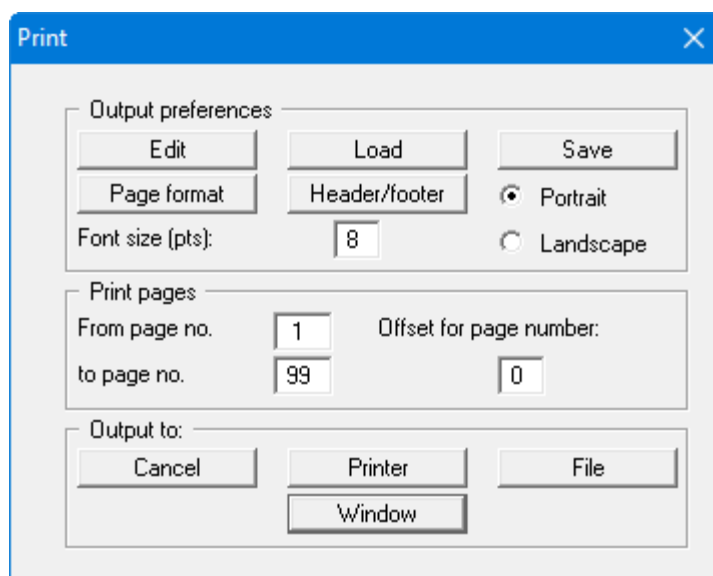 Print
Output preferences
Edit Load Save
Page format Header/footer Portrait
Font size (pts): 8 Landscape
Print pages
From page no. 1 Offset for page number:
to page no. 99 0
Output to:
Cancel Printer File
Window